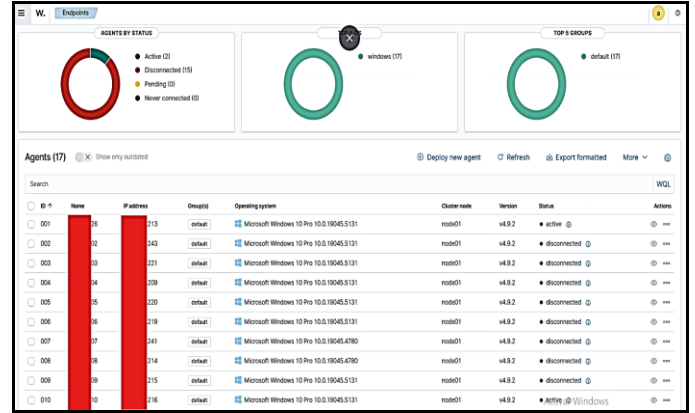 W. Endpoints a
AGENTS BY STATUS
Active (2)
Disconnected (15)
Pending (0)
Never connected (0)
windows (17)
TOP 5 GROUPS
default (17)
Agents (17) Show only outdated Deploy new agent Refresh Export formatted More
Search WQL
ID Name IP address Group(s) Operating system Cluster node Version Status Actions
001 26 213 default Microsoft Windows 10 Pro 10.0.19045.5131 node01 v4.9.2 active
002 02 243 default Microsoft Windows 10 Pro 10.0.19045.5131 node01 v4.9.2 disconnected
003 03 221 default Microsoft Windows 10 Pro 10.0.19045.5131 node01 v4.9.2 disconnected
004 04 209 default Microsoft Windows 10 Pro 10.0.19045.5131 node01 v4.9.2 disconnected
005 05 220 default Microsoft Windows 10 Pro 10.0.19045.5131 node01 v4.9.2 disconnected
006 06 219 default Microsoft Windows 10 Pro 10.0.19045.5131 node01 v4.9.2 disconnected
007 07 241 default Microsoft Windows 10 Pro 10.0.19045.4780 node01 v4.9.2 disconnected
008 08 214 default Microsoft Windows 10 Pro 10.0.19045.4780 node01 v4.9.2 disconnected
009 09 215 default Microsoft Windows 10 Pro 10.0.19045.5131 node01 v4.9.2 disconnected
010 10 216 default Microsoft Windows 10 Pro 10.0.19045.5131 node01 v4.9.2 active Windows